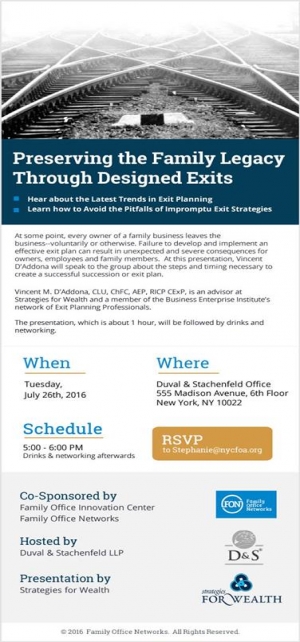 Preserving the Family Legacy
Through Designed Exits
Hear about the Latest Trends in Exit Planning
Learn how to Avoid the Pitfalls of Impromptu Exit Strategies
At some point, every owner of a family business leaves the
business--voluntarily or otherwise. Failure to develop and implement an
effective exit plan can result in unexpected and severe consequences for
owners, employees and family members. At this presentation, Vincent
D'Addona will speak to the group about the steps and timing necessary to
create a successful succession or exit plan.
Vincent M. D'Addona, CLU, ChFC, AEP, RICP CExP, is an advisor at
Strategies for Wealth and a member of the Business Enterprise Institute's
network of Exit Planning Professionals.
The presentation, which is about 1 hour, will be followed by drinks and
networking.
When
Tuesday,
July 26th, 2016
Where
Duval & Stachenfeld Office
555 Madison Avenue, 6th Floor
New York, NY 10022
Schedule
5:00 - 6:00 PM
Drinks & networking afterwards
RSVP
to Stephanie@nycfoa.org
Co-Sponsored by
Family Office Innovation Center
Family Office Networks
FON
Family
Office
Networks
Hosted by
Duval & Stachenfeld LLP
D&S
Presentation by
Strategies for Wealth
strategies
FOR WEALTH
© 2016 Family Office Networks. All Rights Reserved.